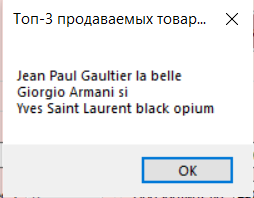 Топ-3 продаваемых товар...
Jean Paul Gaultier la belle
Giorgio Armani si
Yves Saint Laurent black opium
OK